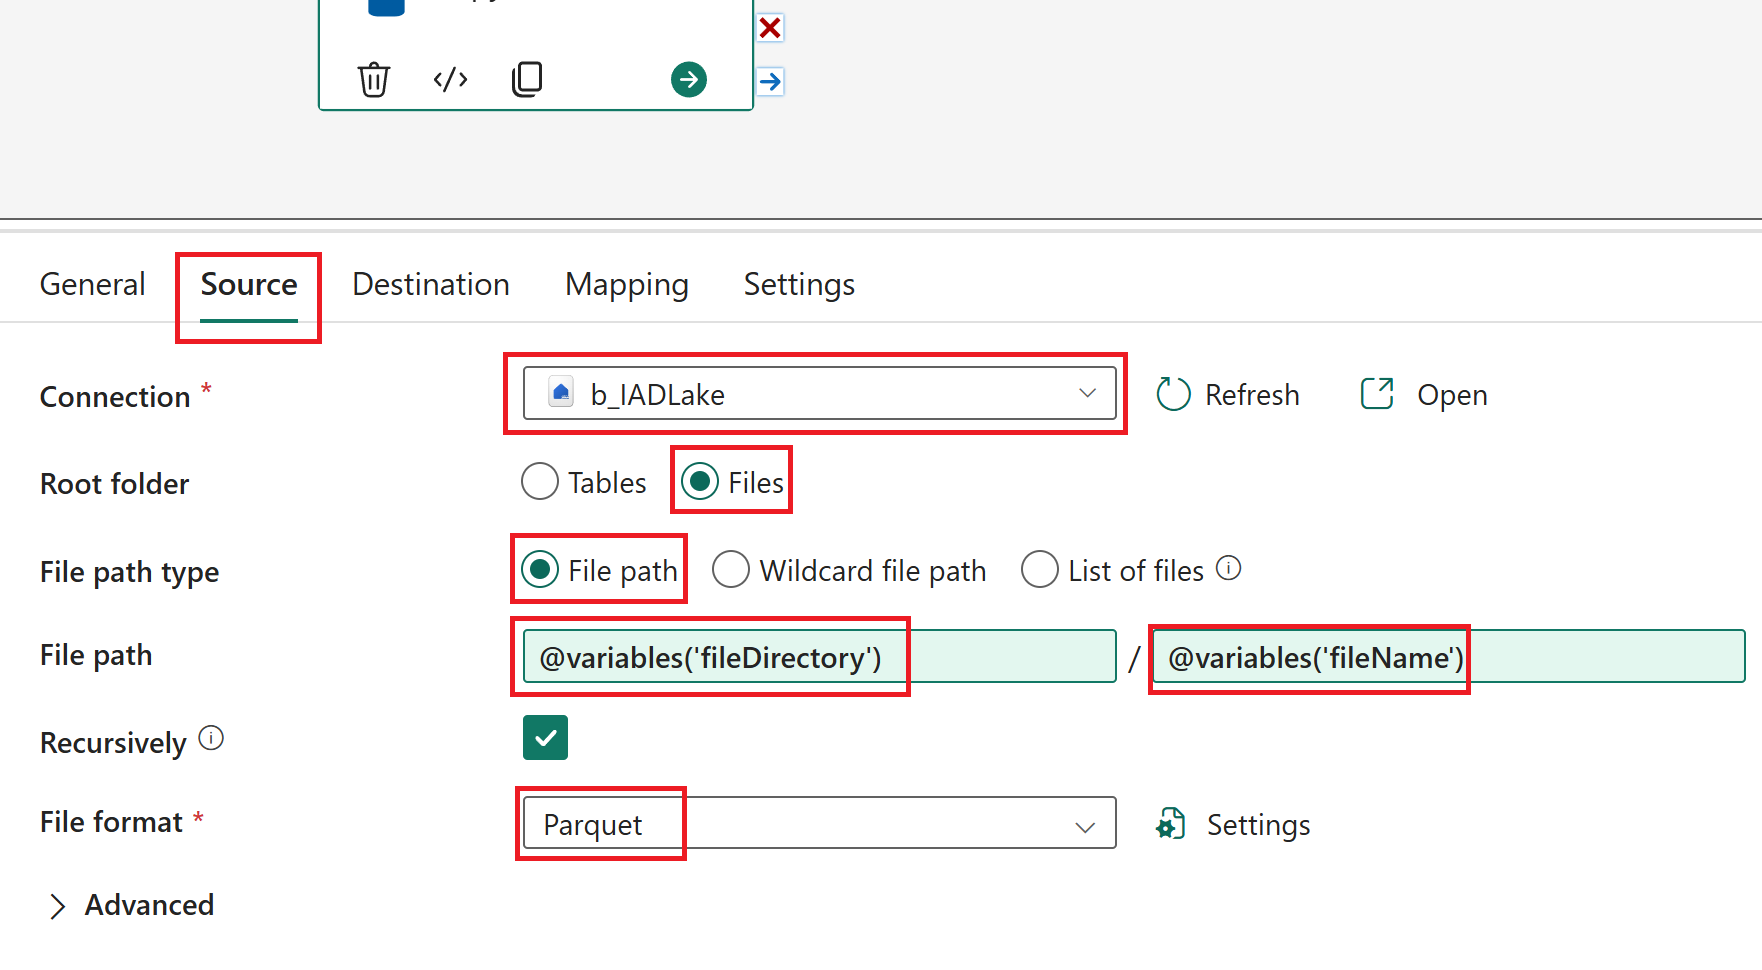 General Source Destination Mapping Settings
Connection * b_IADLake Refresh Open
Root folder Tables Files
File path type File path Wildcard file path List of files
File path @variables('fileDirectory') / @variables('fileName')
Recursively
File format * Parquet Settings
Advanced